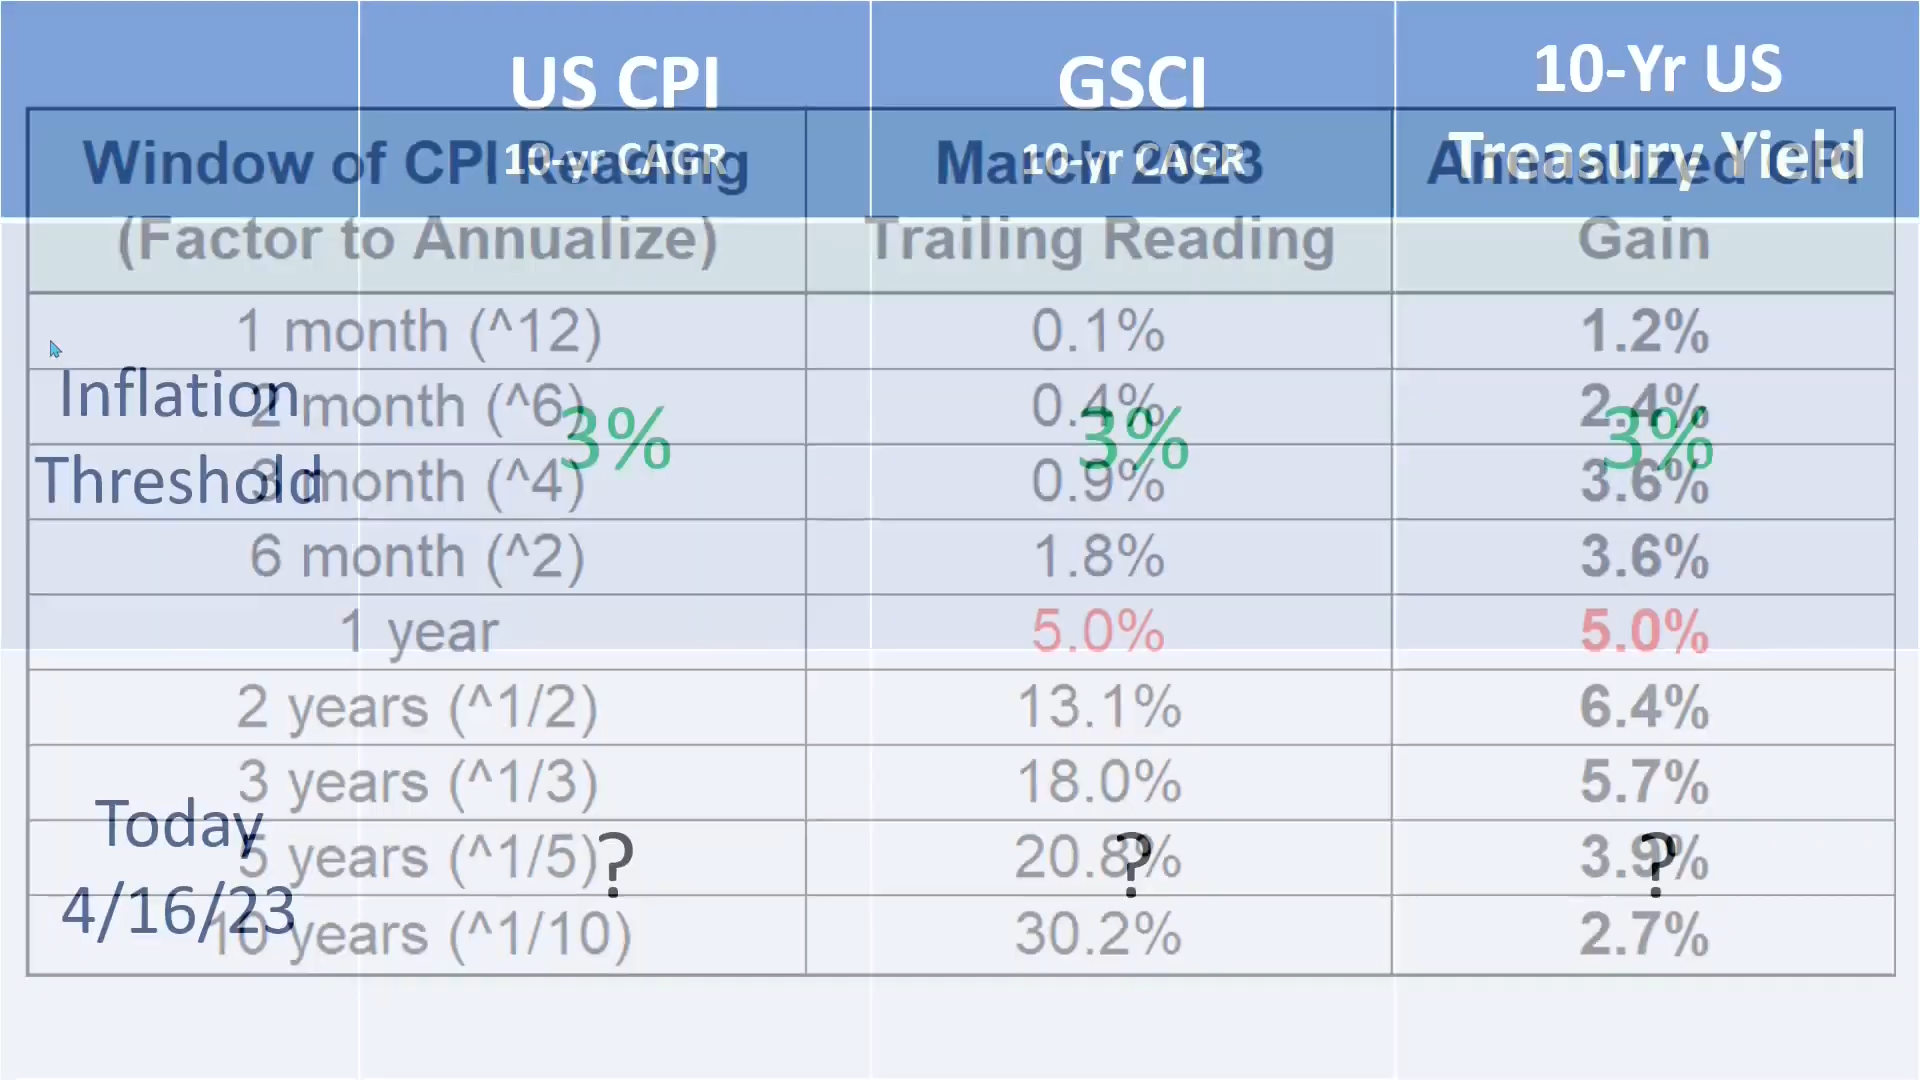 US CPI
10-yr CAGR
GSCI
10-yr CAGR
10-Yr US
Treasury Yield
Inflation
Threshold
3%
3%
3%
Today
4/16/23
?
?
?
Window of CPI Reading
(Factor to Annualize)
March 2023
Trailing Reading
Annualized CPI
Gain
1 month (^12)
0.1%
1.2%
2 month (^6)
0.4%
2.4%
3 month (^4)
0.9%
3.6%
6 month (^2)
1.8%
3.6%
1 year
5.0%
5.0%
2 years (^1/2)
13.1%
6.4%
3 years (^1/3)
18.0%
5.7%
5 years (^1/5)
20.8%
3.9%
10 years (^1/10)
30.2%
2.7%